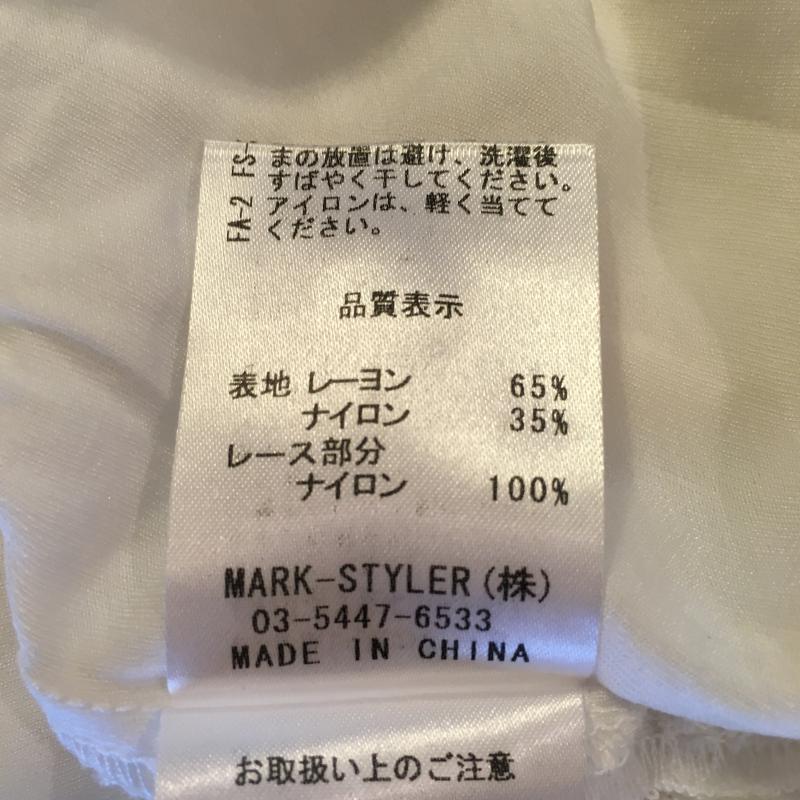 まの放置は避け、洗濯後
すばやく干してください。
アイロンは、軽く当てて
ください。
FA-2 FS-
品質表示
表地 レーヨン 65%
ナイロン 35%
レース部分
ナイロン 100%
MARK-STYLER(株)
03-5447-6533
MADE IN CHINA
お取扱い上のご注意